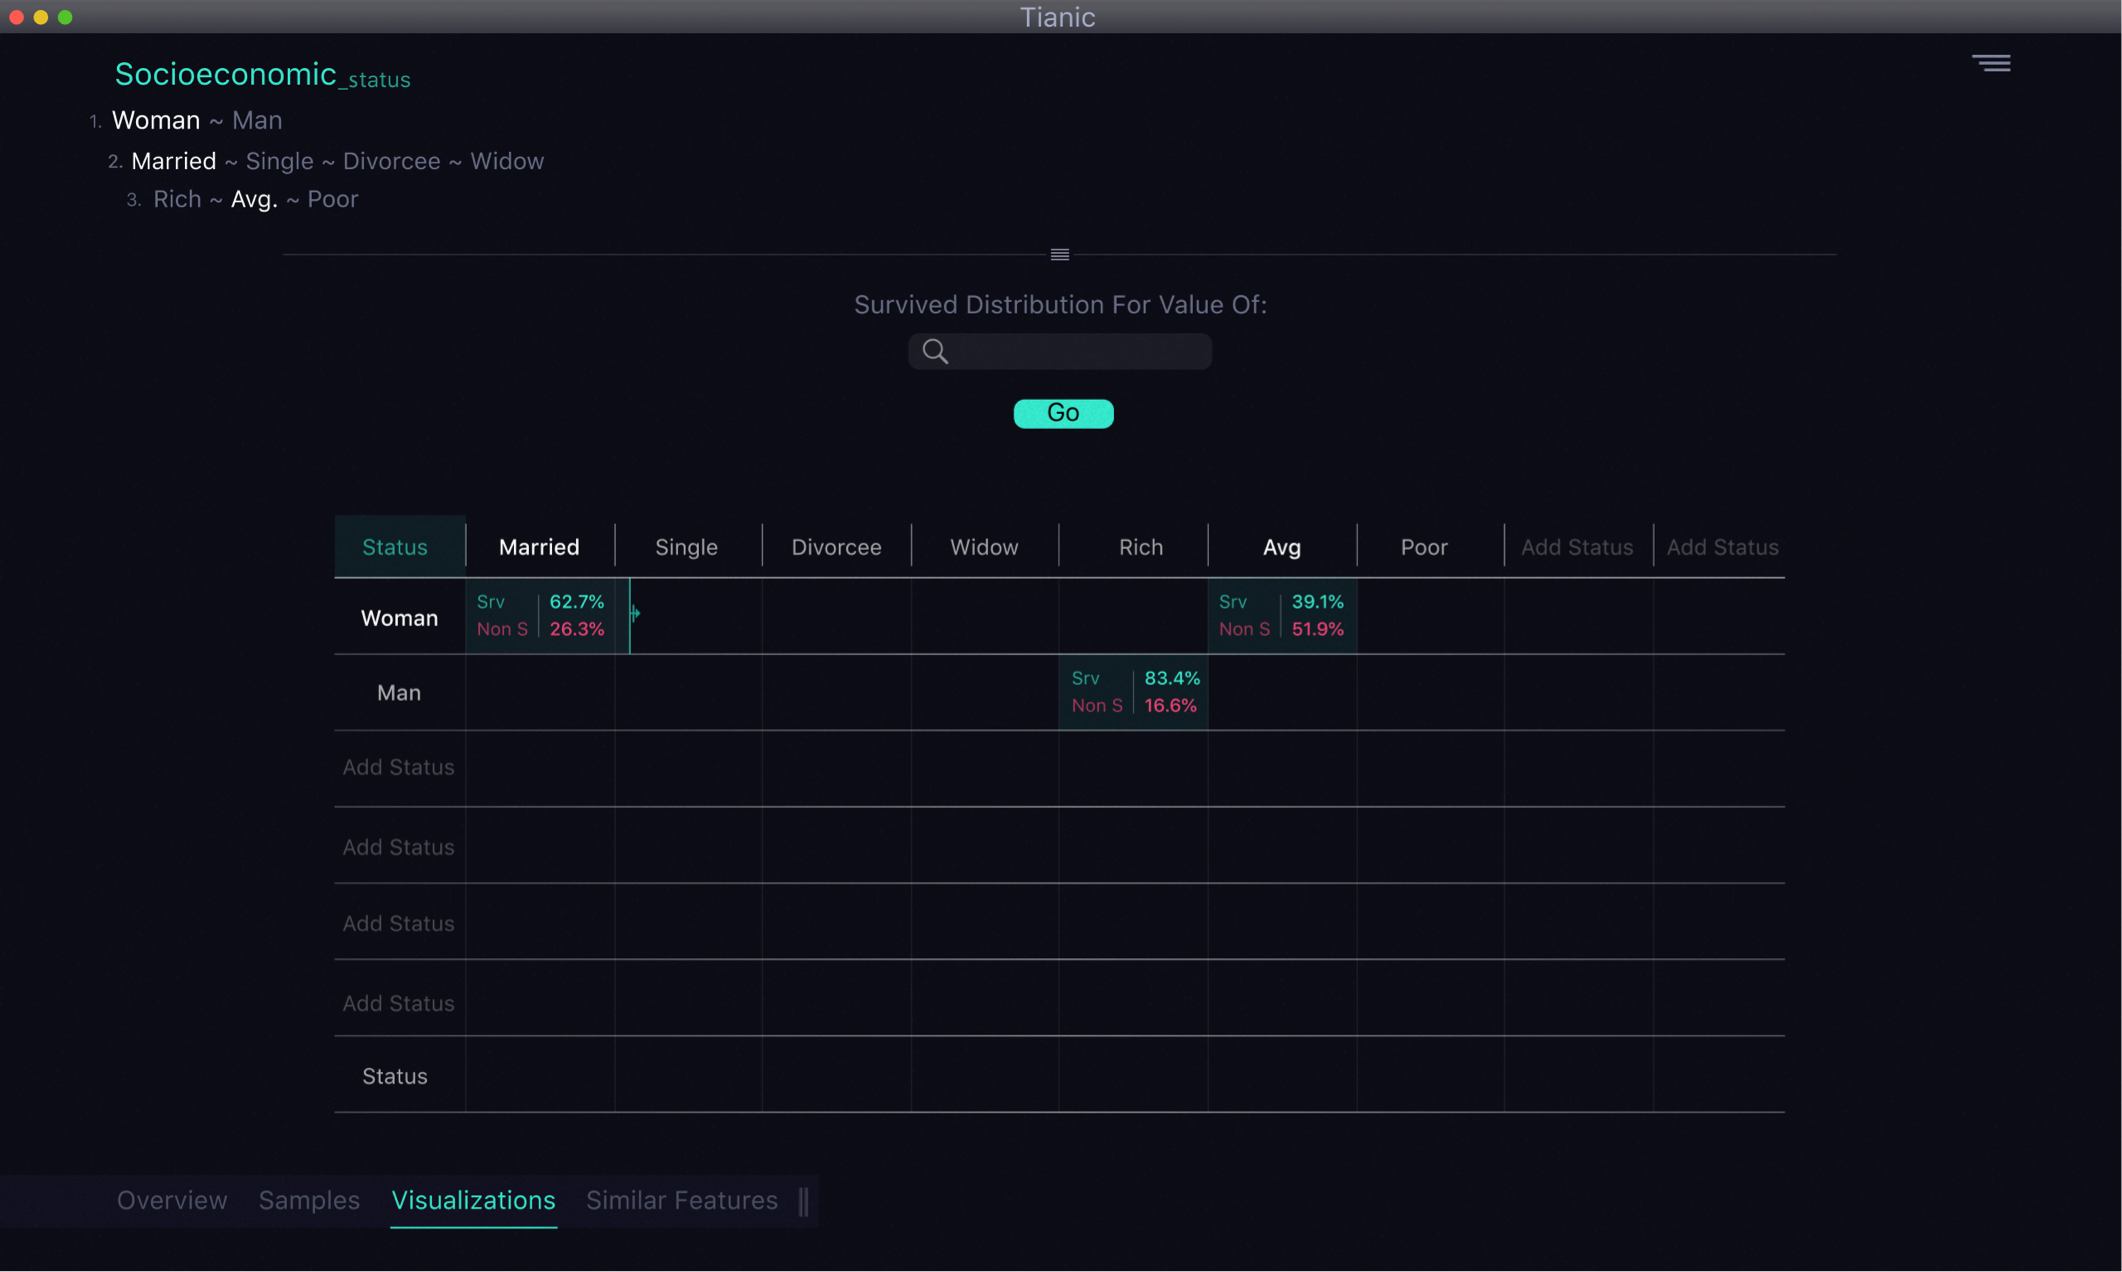 Tianic
Socioeconomic_status
1. Woman ~ Man
2. Married ~ Single ~ Divorcee ~ Widow
3. Rich ~ Avg. ~ Poor
Survived Distribution For Value Of:
Go
Status Married Single Divorcee Widow Rich Avg Poor Add Status Add Status
Woman
Srv 62.7%
Non S 26.3%
Srv 39.1%
Non S 51.9%
Man
Srv 83.4%
Non S 16.6%
Add Status
Add Status
Add Status
Add Status
Status
Overview Samples Visualizations Similar Features